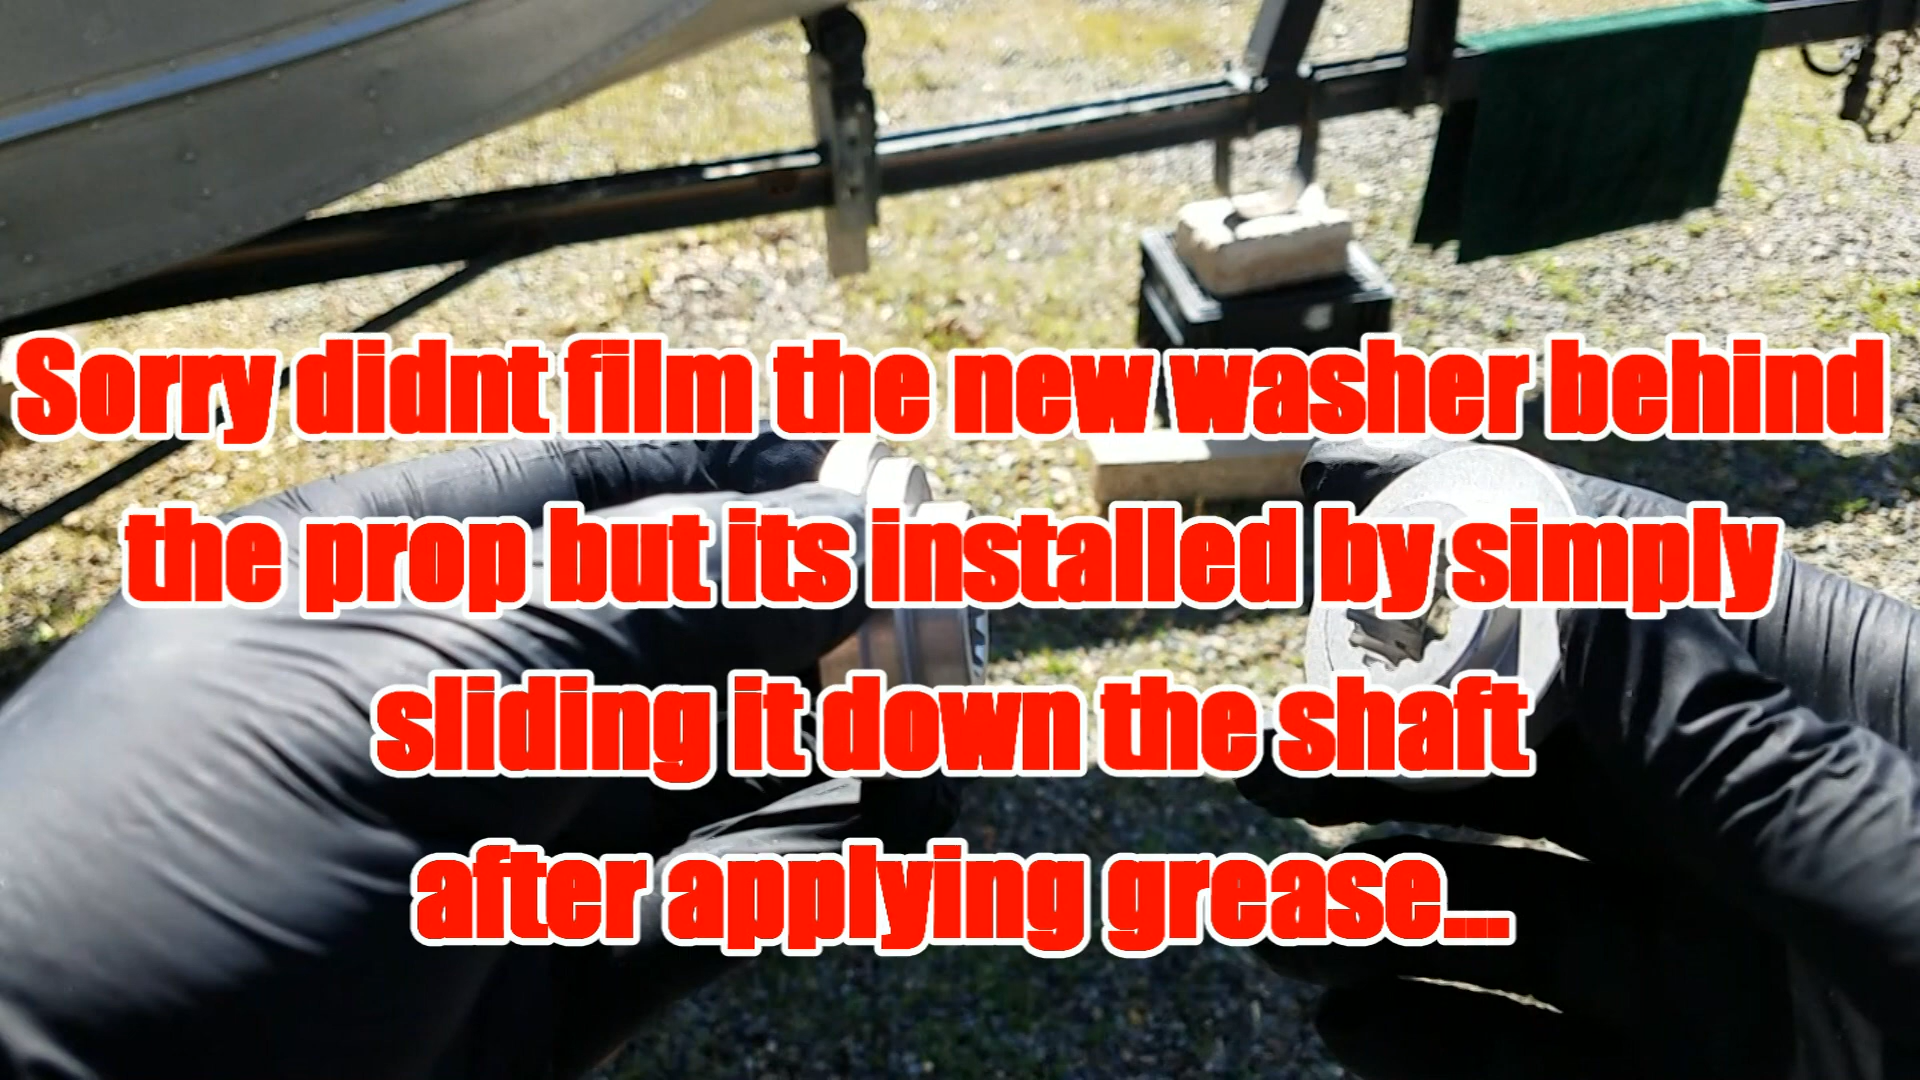 Sorry didnt film the new washer behind
the prop but its installed by simply
sliding it down the shaft
after applying grease...